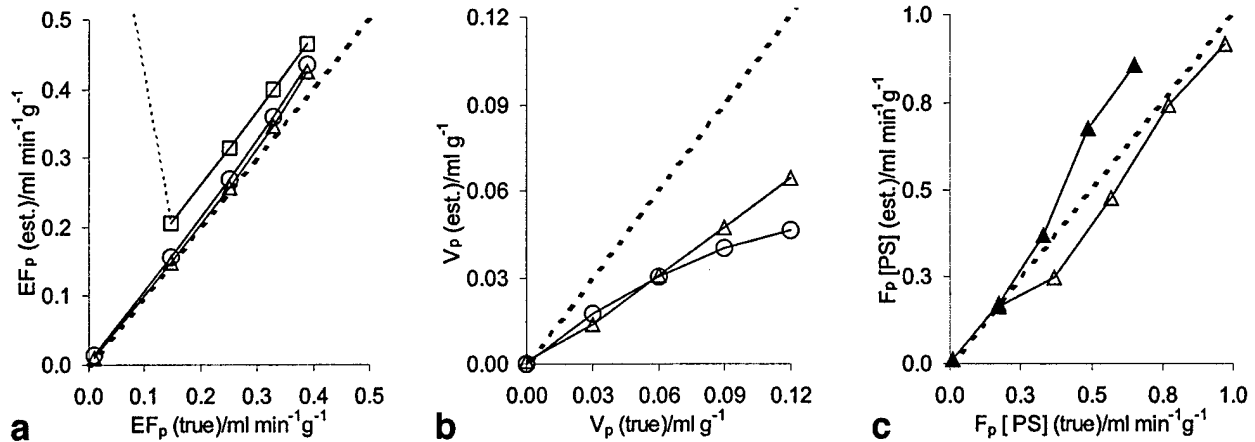 0.5
0.4
0.3
0.2
0.1
0.0
EFₚ (est.)/ml min⁻¹g⁻¹
0.0 0.1 0.2 0.3 0.4 0.5
EFₚ (true)/ml min⁻¹g⁻¹
a
0.12
0.09
0.06
0.03
0.00
Vₚ (est.)/ml g⁻¹
0.00 0.03 0.06 0.09 0.12
Vₚ (true)/ml g⁻¹
b
1.0
0.8
0.5
0.3
0.0
Fₚ [PS] (est.)/ml min⁻¹g⁻¹
0.0 0.3 0.5 0.8 1.0
Fₚ [PS] (true)/ml min⁻¹g⁻¹
c